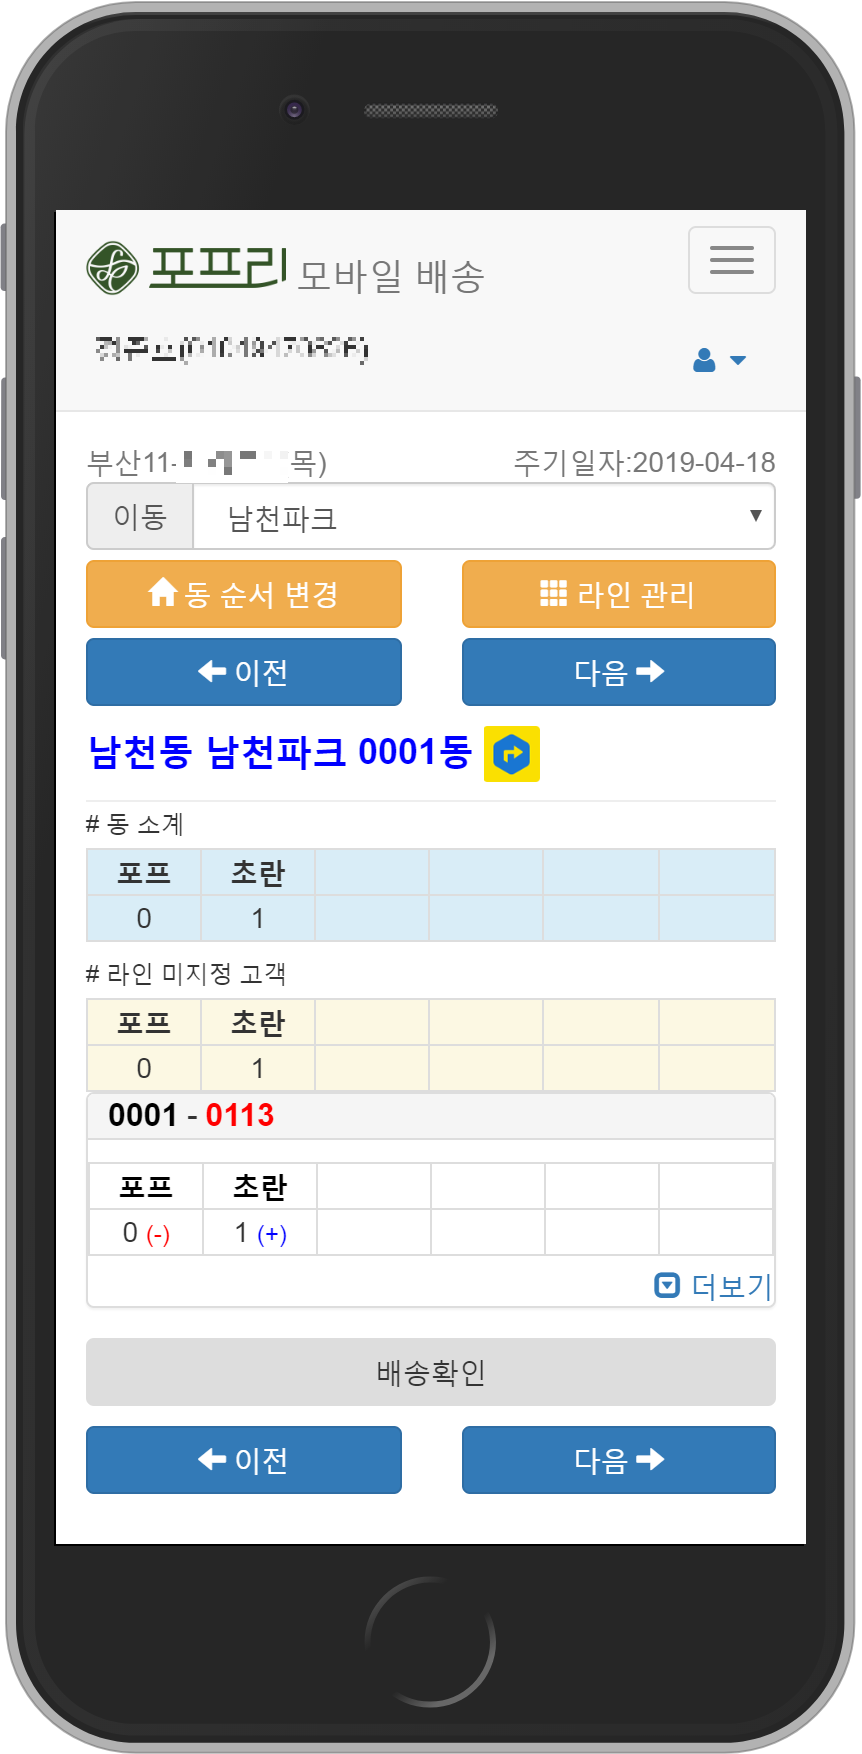 포프리 모바일 배송
부산11- 목) 주기일자:2019-04-18
이동 남천파크
동 순서 변경 라인 관리
이전 다음
남천동 남천파크 0001동
# 동 소계
포프 초란
0 1
# 라인 미지정 고객
포프 초란
0 1
0001 - 0113
포프 초란
0 (-) 1 (+)
더보기
배송확인
이전 다음